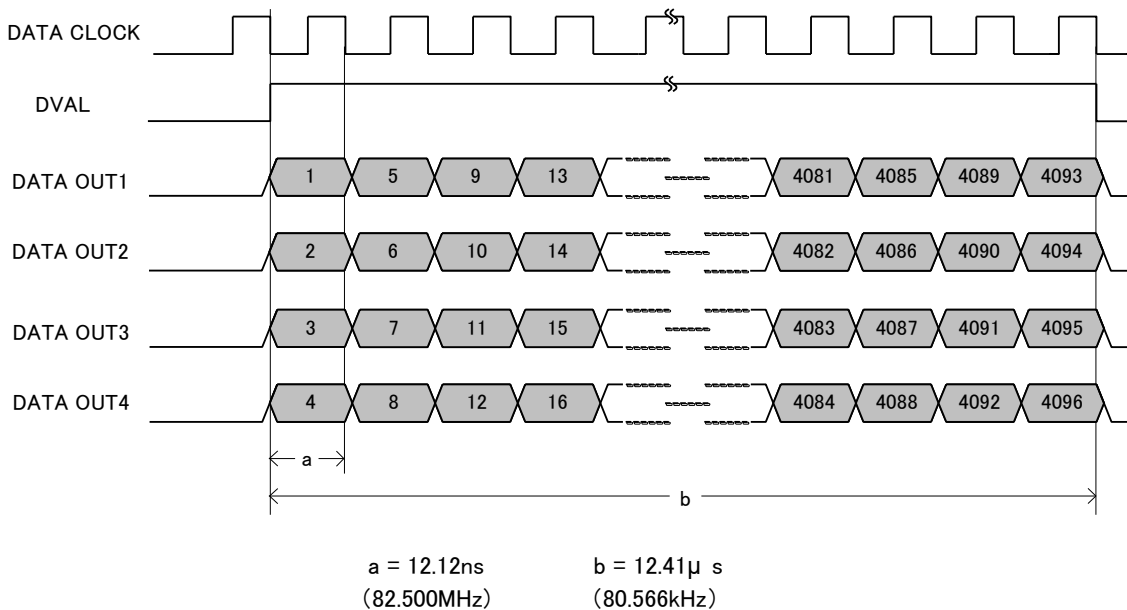 DATA CLOCK
DVAL
DATA OUT1 1 5 9 13 4081 4085 4089 4093
DATA OUT2 2 6 10 14 4082 4086 4090 4094
DATA OUT3 3 7 11 15 4083 4087 4091 4095
DATA OUT4 4 8 12 16 4084 4088 4092 4096
a
b
a = 12.12ns b = 12.41μ s
(82.500MHz) (80.566kHz)